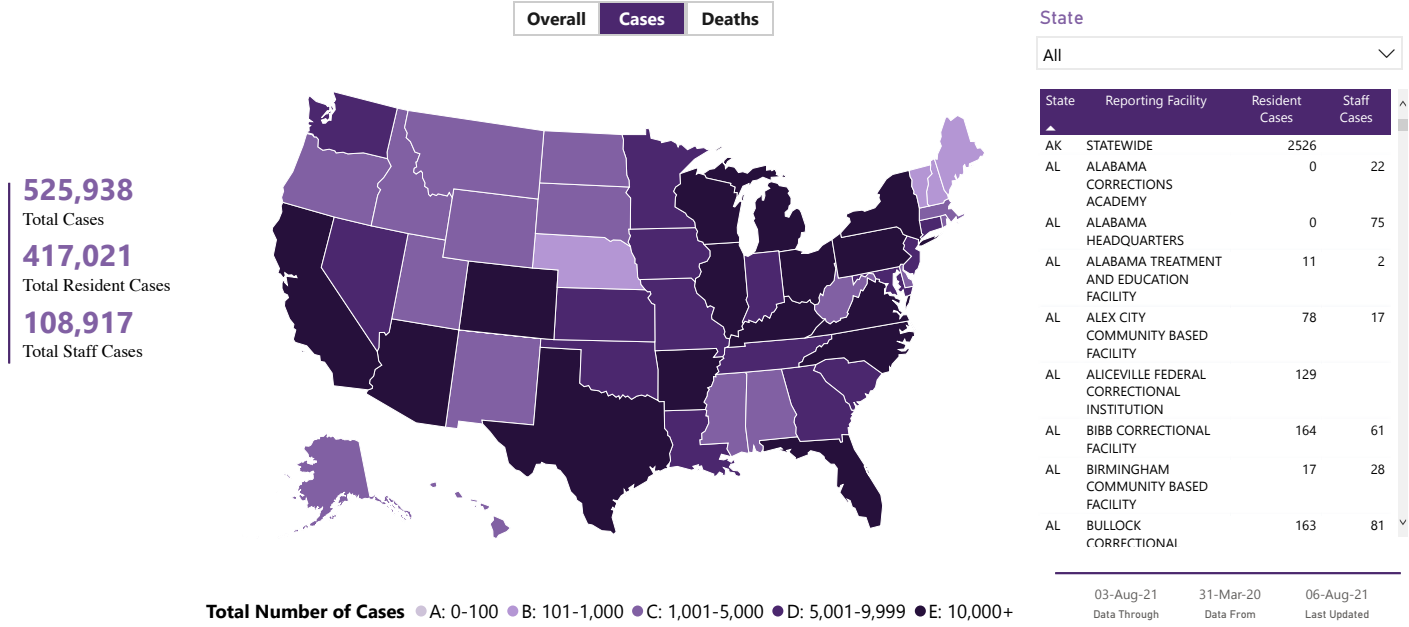 Overall Cases Deaths
State
All
525,938
Total Cases
417,021
Total Resident Cases
108,917
Total Staff Cases
State Reporting Facility Resident Cases Staff Cases
AK STATEWIDE 2526
AL ALABAMA 0 22
CORRECTIONS
ACADEMY
AL ALABAMA 0 75
HEADQUARTERS
AL ALABAMA TREATMENT 11 2
AND EDUCATION
FACILITY
AL ALEX CITY 78 17
COMMUNITY BASED
FACILITY
AL ALICEVILLE FEDERAL 129
CORRECTIONAL
INSTITUTION
AL BIBB CORRECTIONAL 164 61
FACILITY
AL BIRMINGHAM 17 28
COMMUNITY BASED
FACILITY
AL BULLOCK 163 81
CORRECTIONAL
Total Number of Cases A: 0-100 B: 101-1,000 C: 1,001-5,000 D: 5,001-9,999 E: 10,000+
03-Aug-21 31-Mar-20 06-Aug-21
Data Through Data From Last Updated